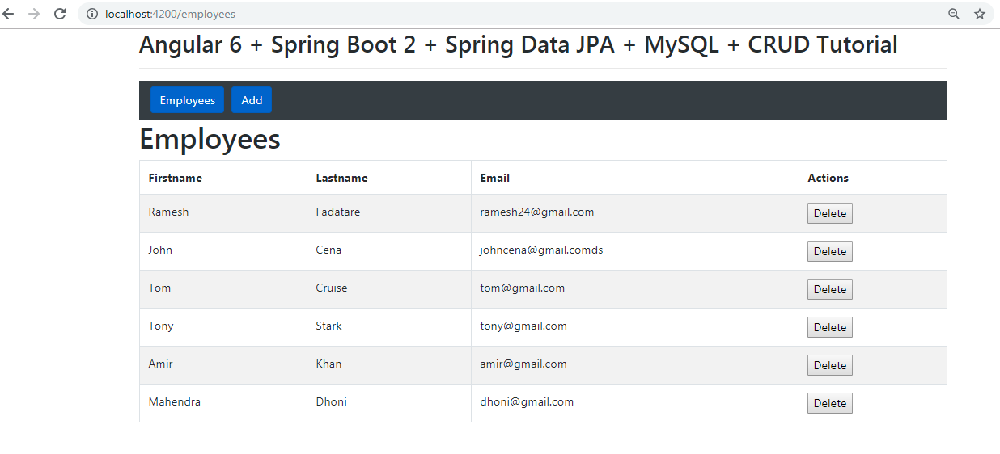 localhost:4200/employees
Angular 6 + Spring Boot 2 + Spring Data JPA + MySQL + CRUD Tutorial
Employees Add
Employees
Firstname Lastname Email Actions
Ramesh Fadatare ramesh24@gmail.com Delete
John Cena johncena@gmail.comds Delete
Tom Cruise tom@gmail.com Delete
Tony Stark tony@gmail.com Delete
Amir Khan amir@gmail.com Delete
Mahendra Dhoni dhoni@gmail.com Delete